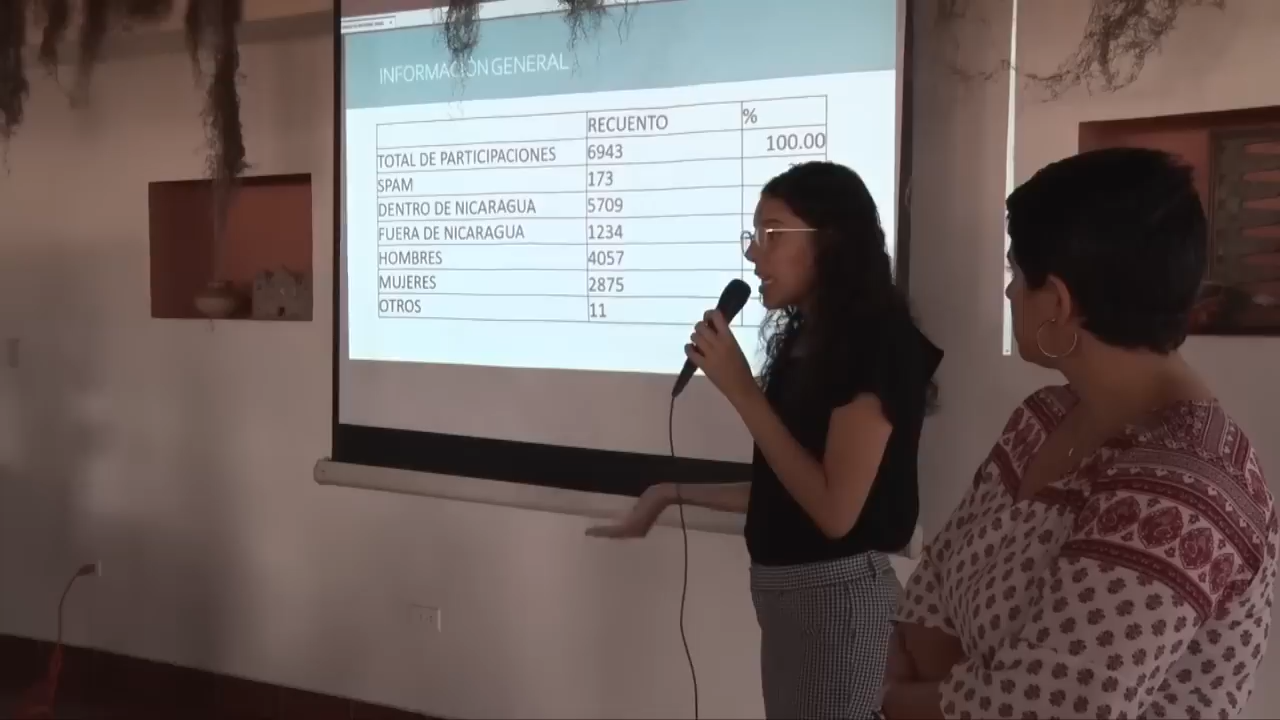 INFORMACIÓN GENERAL
RECUENTO %
TOTAL DE PARTICIPACIONES 6943 100.00
SPAM 173
DENTRO DE NICARAGUA 5709
FUERA DE NICARAGUA 1234
HOMBRES 4057
MUJERES 2875
OTROS 11